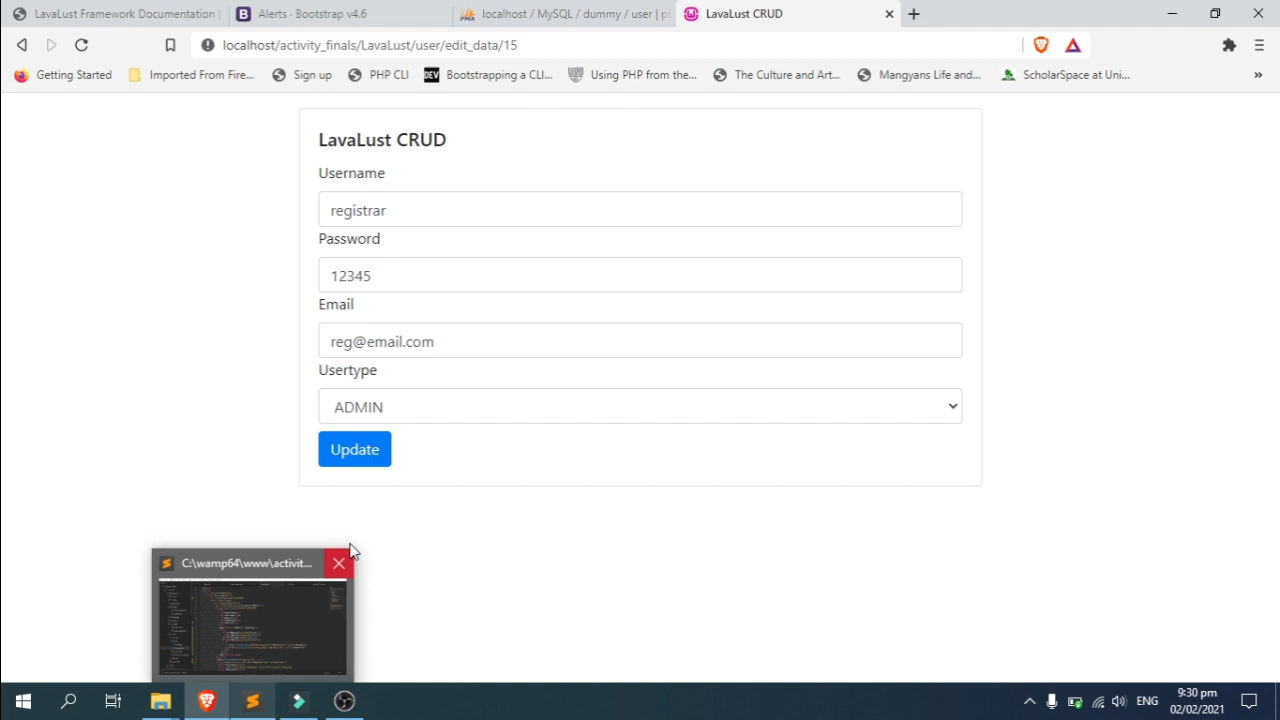 LavaLust Framework Documentation
Alerts · Bootstrap v4.6
localhost / MySQL / dummy / user | p
LavaLust CRUD
localhost/activity_finals/LavaLust/user/edit_data/15
Getting Started
Imported From Fire...
Sign up
PHP CLI
DEV
Bootstrapping a CLI...
Using PHP from the...
The Culture and Art...
Mangyans Life and...
ScholarSpace at Uni...
LavaLust CRUD
Username
registrar
Password
12345
Email
reg@email.com
Usertype
ADMIN
Update
C:\wamp64\www\activit...
ENG
9:30 pm
02/02/2021